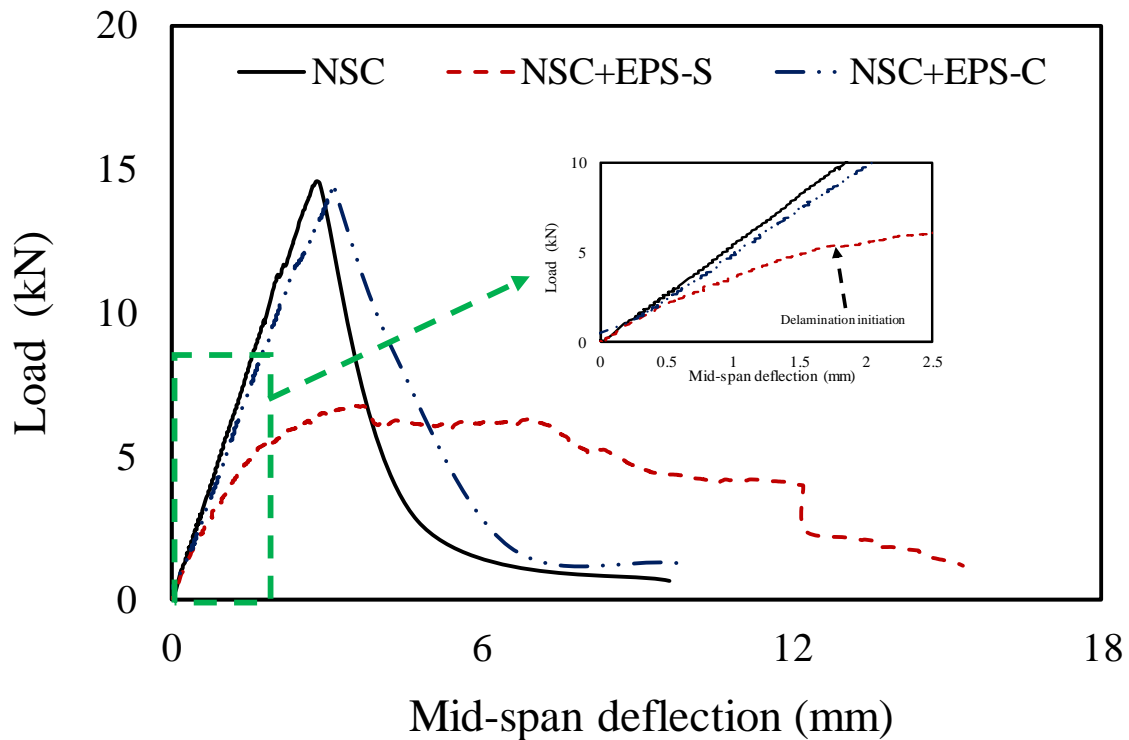 20
NSC NSC+EPS-S NSC+EPS-C
15
10
5
0
Load (kN)
0 6 12 18
Mid-span deflection (mm)
10
5
0
Load (kN)
Delamination initiation
0 0.5 1 1.5 2 2.5
Mid-span deflection (mm)